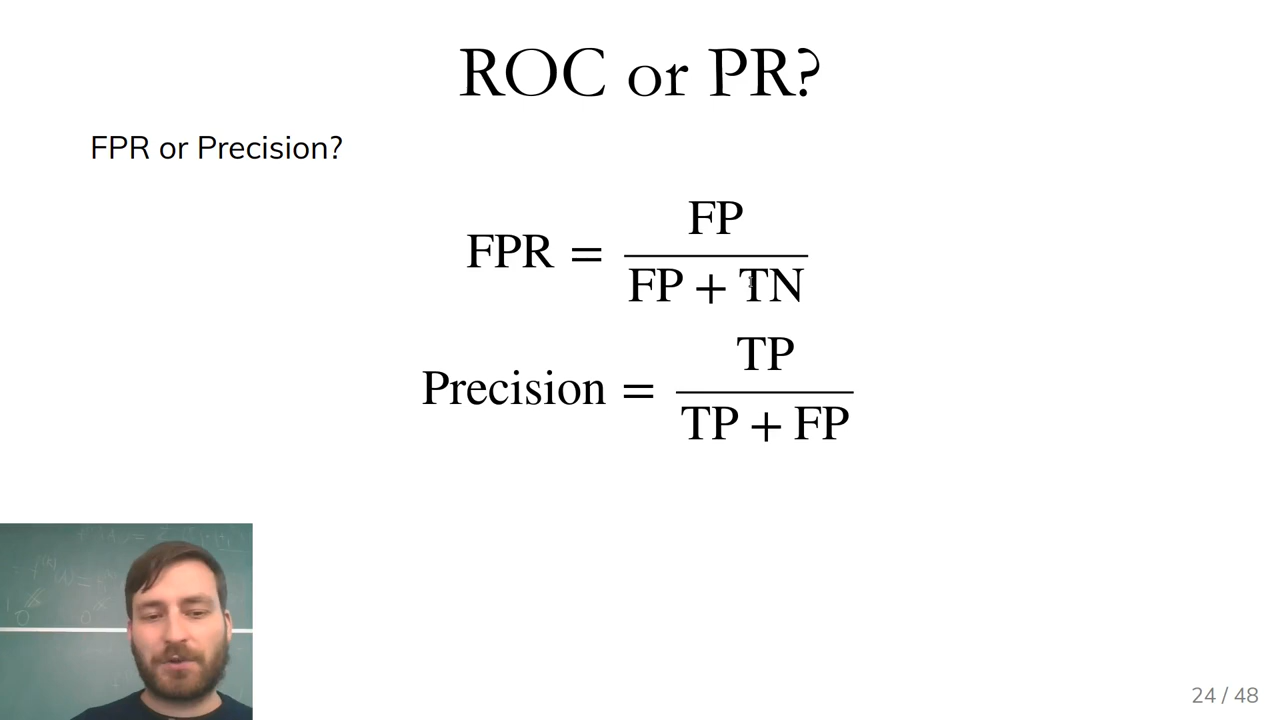 ROC or PR?
FPR or Precision?
FPR = FP / (FP + TN)
Precision = TP / (TP + FP)
24 / 48